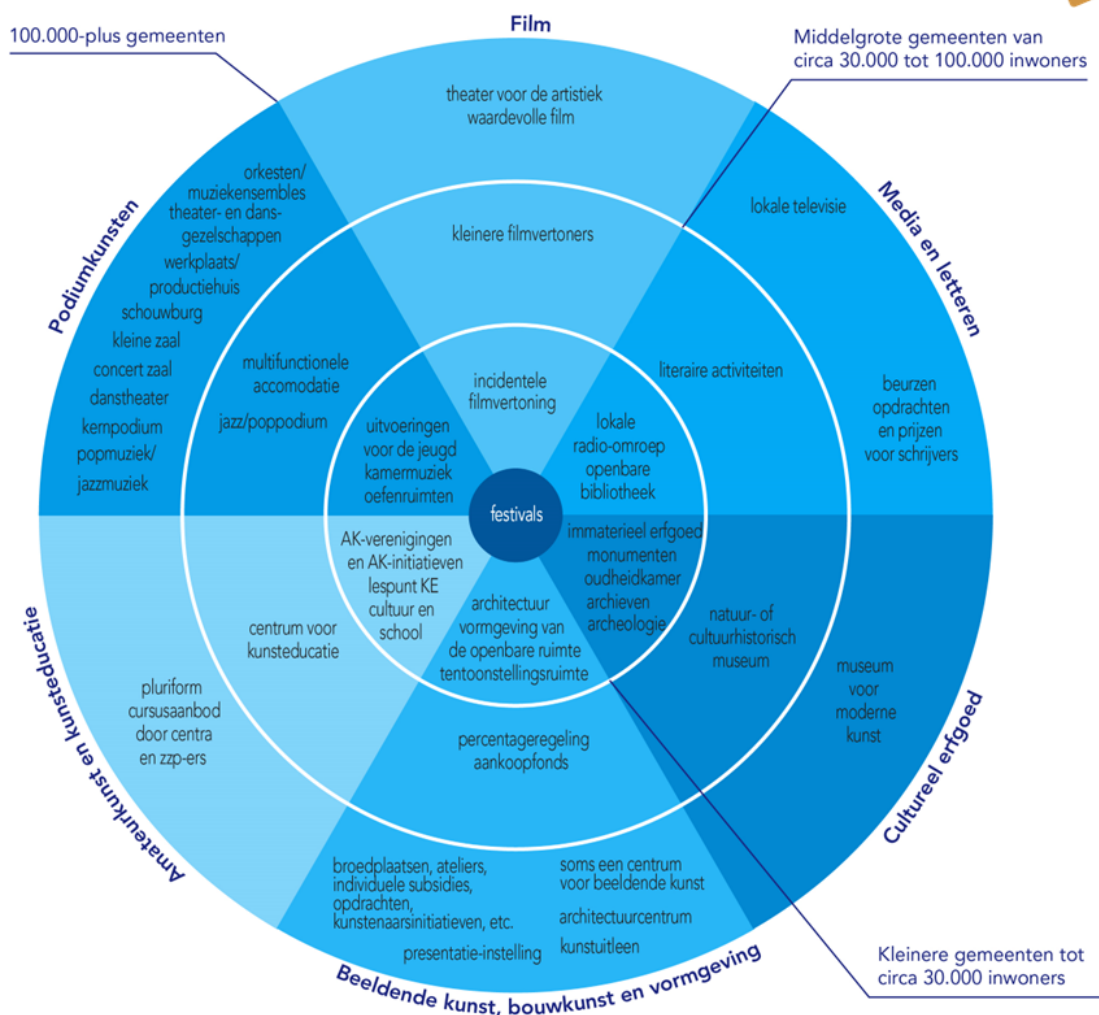 Film
100.000-plus gemeenten
Middelgrote gemeenten van
circa 30.000 tot 100.000 inwoners
theater voor de artistiek
waardevolle film
kleinere filmvertoners
incidentele
filmvertoning
Media en letteren
lokale televisie
literaire activiteiten
beurzen
opdrachten
en prijzen
voor schrijvers
lokale
radio-omroep
openbare
bibliotheek
Podiumkunsten
orkesten/
muziekensembles
theater- en dans-
gezelschappen
werkplaats/
productiehuis
schouwburg
kleine zaal
concert zaal
danstheater
kernpodium
popmuziek/
jazzmuziek
multifunctionele
accomodatie
jazz/poppodium
uitvoeringen
voor de jeugd
kamermuziek
oefenruimten
festivals
AK-verenigingen
en AK-initiatieven
lespunt KE
cultuur en
school
centrum voor
kunsteducatie
pluriform
cursusaanbod
door centra
en zzp-ers
Amateurkunst en kunsteducatie
immaterieel erfgoed
monumenten
oudheidkamer
archieven
archeologie
natuur- of
cultuurhistorisch
museum
museum
voor
moderne
kunst
Cultureel erfgoed
architectuur
vormgeving van
de openbare ruimte
tentoonstellingsruimte
percentageregeling
aankoopfonds
broedplaatsen, ateliers,
individuele subsidies,
opdrachten,
kunstenaarsinitiatieven, etc.
presentatie-instelling
soms een centrum
voor beeldende kunst
architectuurcentrum
kunstuitleen
Beeldende kunst, bouwkunst en vormgeving
Kleinere gemeenten tot
circa 30.000 inwoners